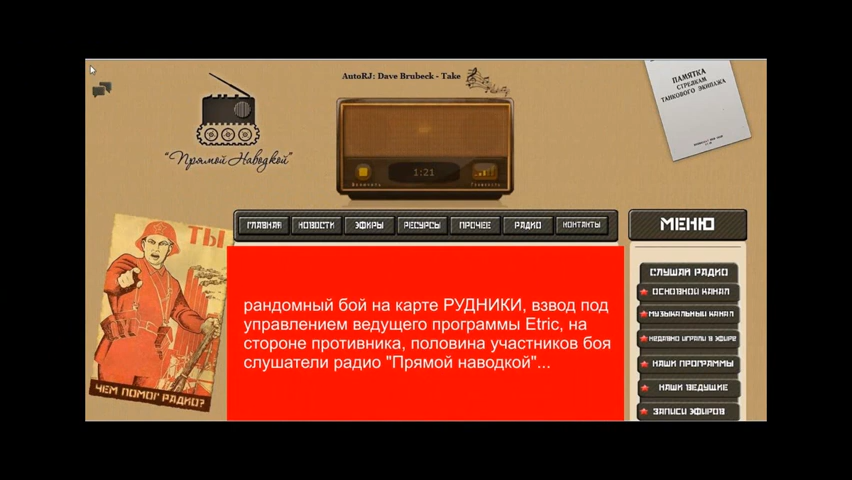 AutoRJ: Dave Brubeck - Take
ПАМЯТКА
СТРЕЛКАМ
ТАНКОВОГО ЭКИПАЖА
"Прямой Наводкой"
1:21
Громкость
ГЛАВНАЯ НОВОСТИ ЭФИРЫ РЕСУРСЫ ПРОЧЕЕ РАДИО КОНТАКТЫ
МЕНЮ
ТЫ
ЧЕМ ПОМОГ РАДИО?
рандомный бой на карте РУДНИКИ, взвод под
управлением ведущего программы Etric, на
стороне противника, половина участников боя
слушатели радио "Прямой наводкой"...
СЛУШАЙ РАДИО
ОСНОВНОЙ КАНАЛ
МУЗЫКАЛЬНЫЙ КАНАЛ
НЕДАВНО ИГРАЛИ В ЭФИРЕ
НАШИ ПРОГРАММЫ
НАШИ ВЕДУЩИЕ
ЗАПИСИ ЭФИРОВ